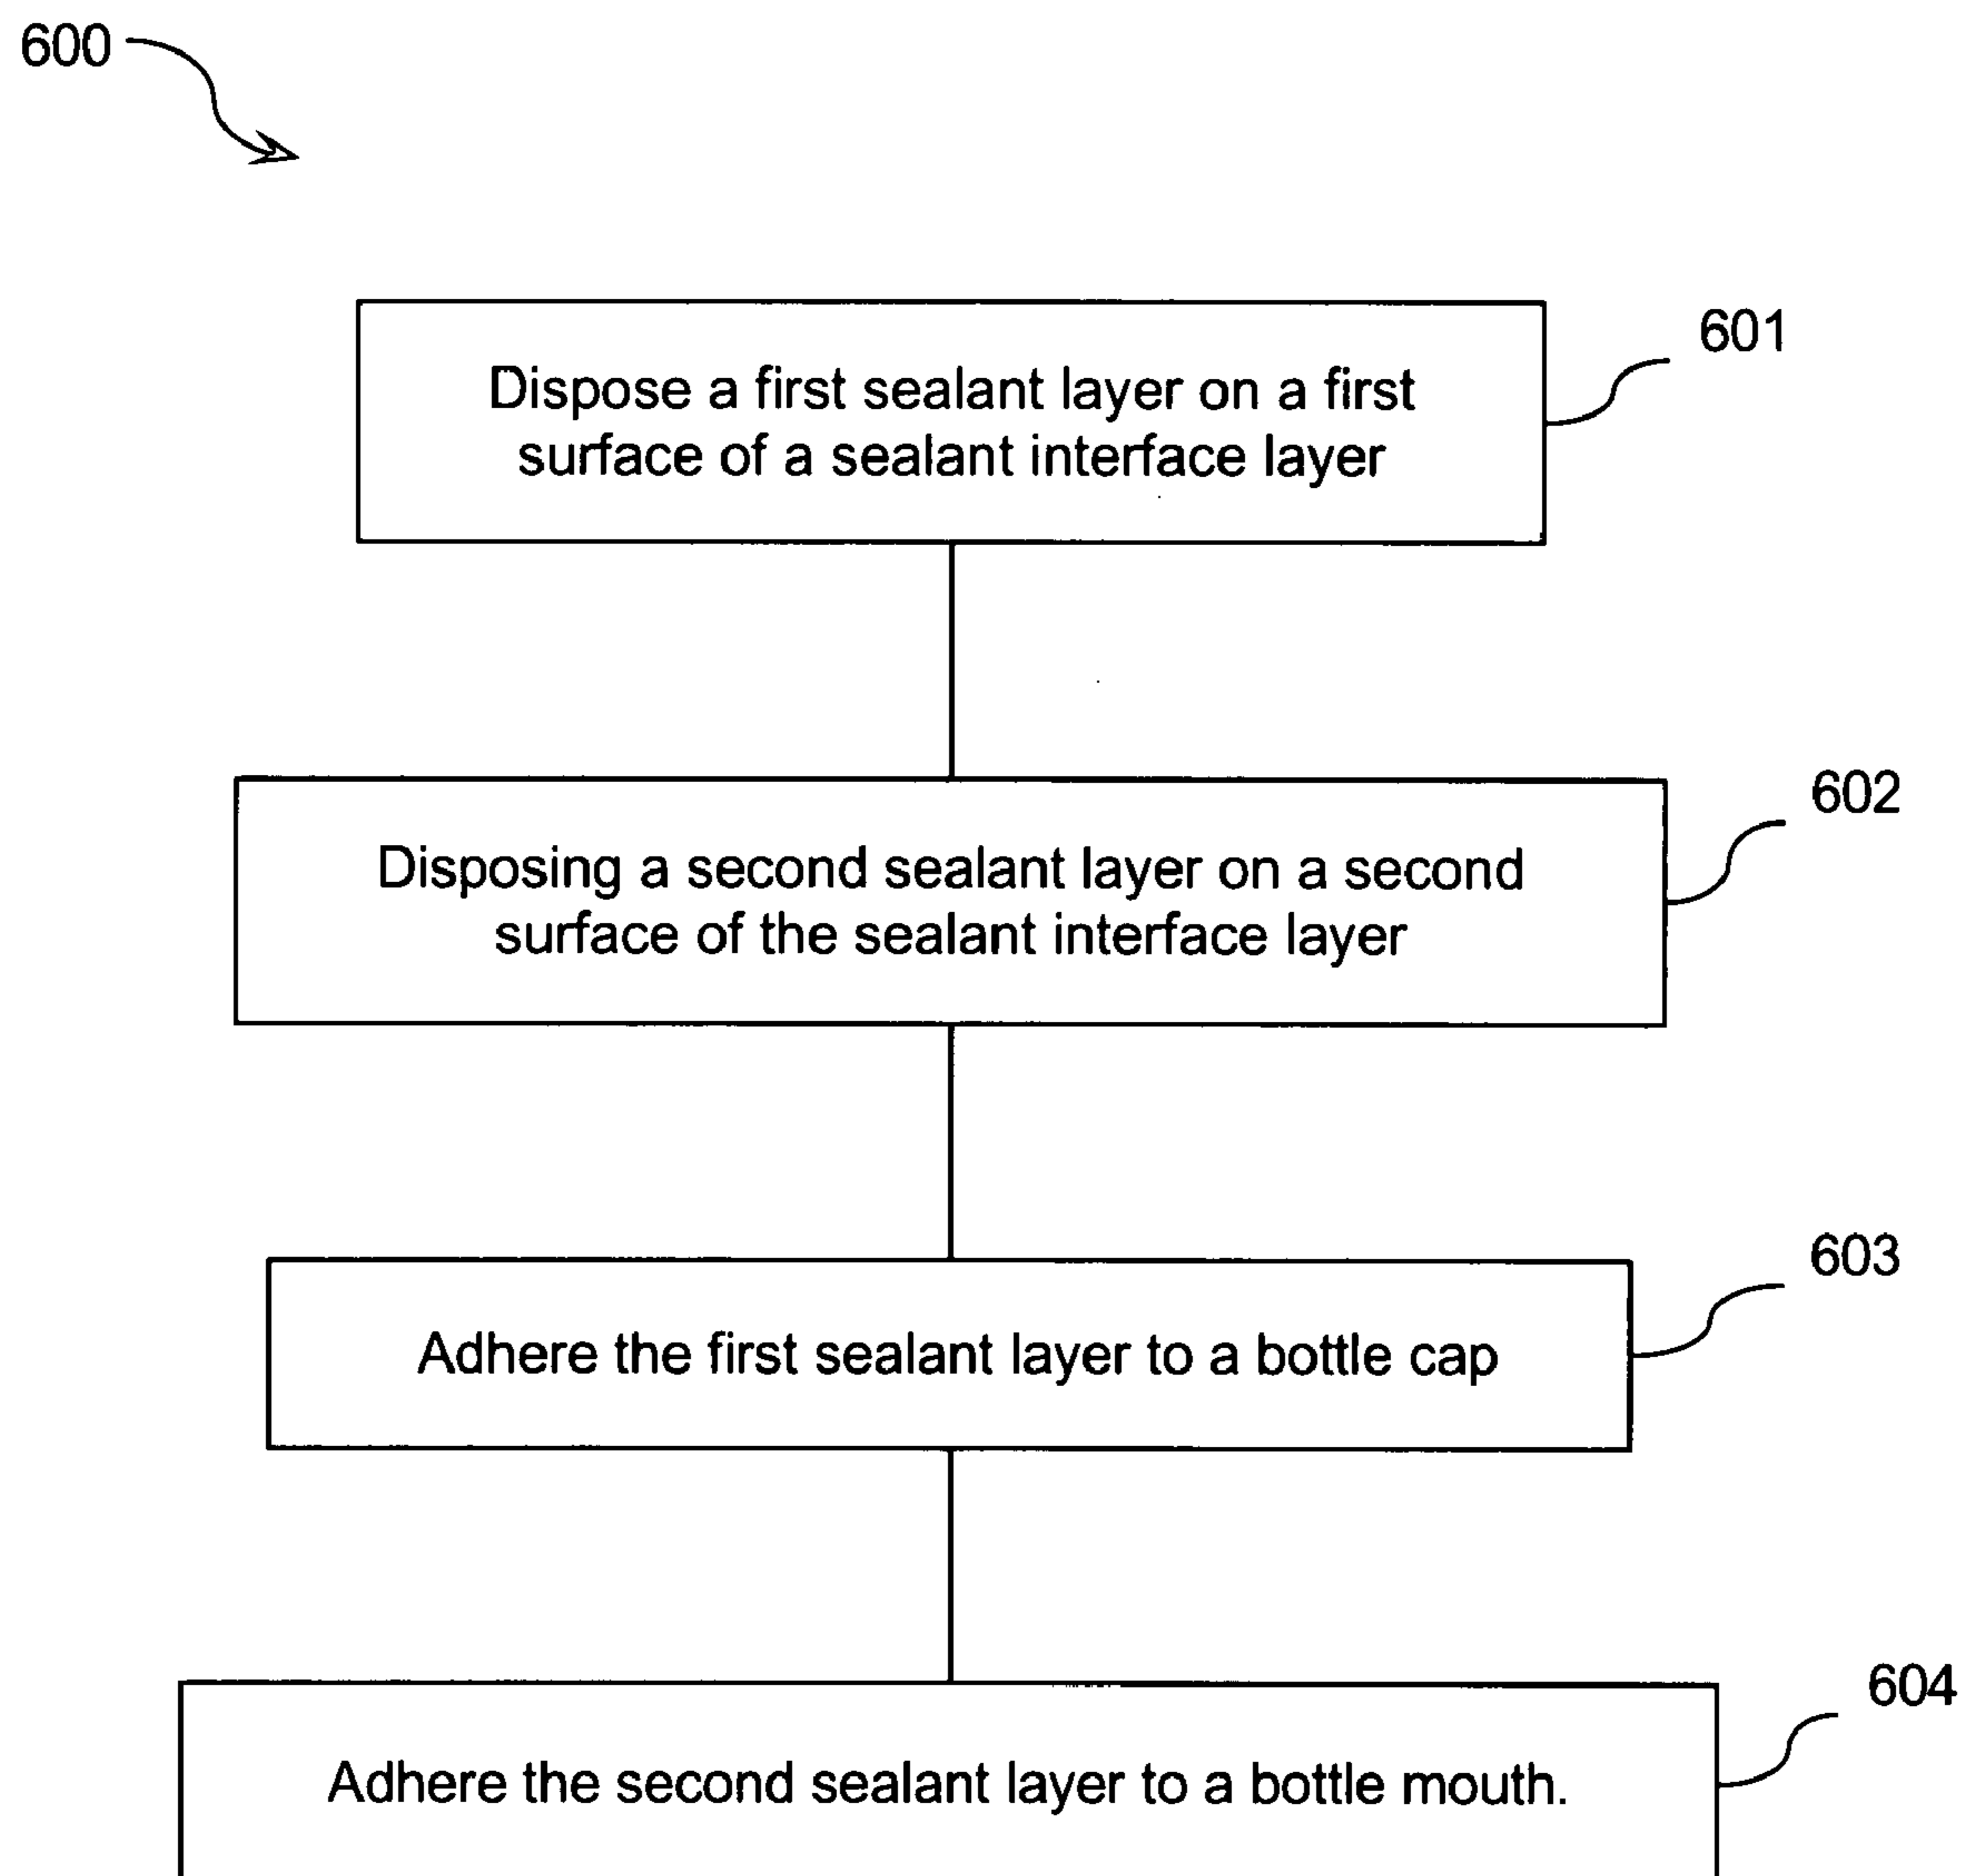 600
601
Dispose a first sealant layer on a first
surface of a sealant interface layer
602
Disposing a second sealant layer on a second
surface of the sealant interface layer
603
Adhere the first sealant layer to a bottle cap
604
Adhere the second sealant layer to a bottle mouth.